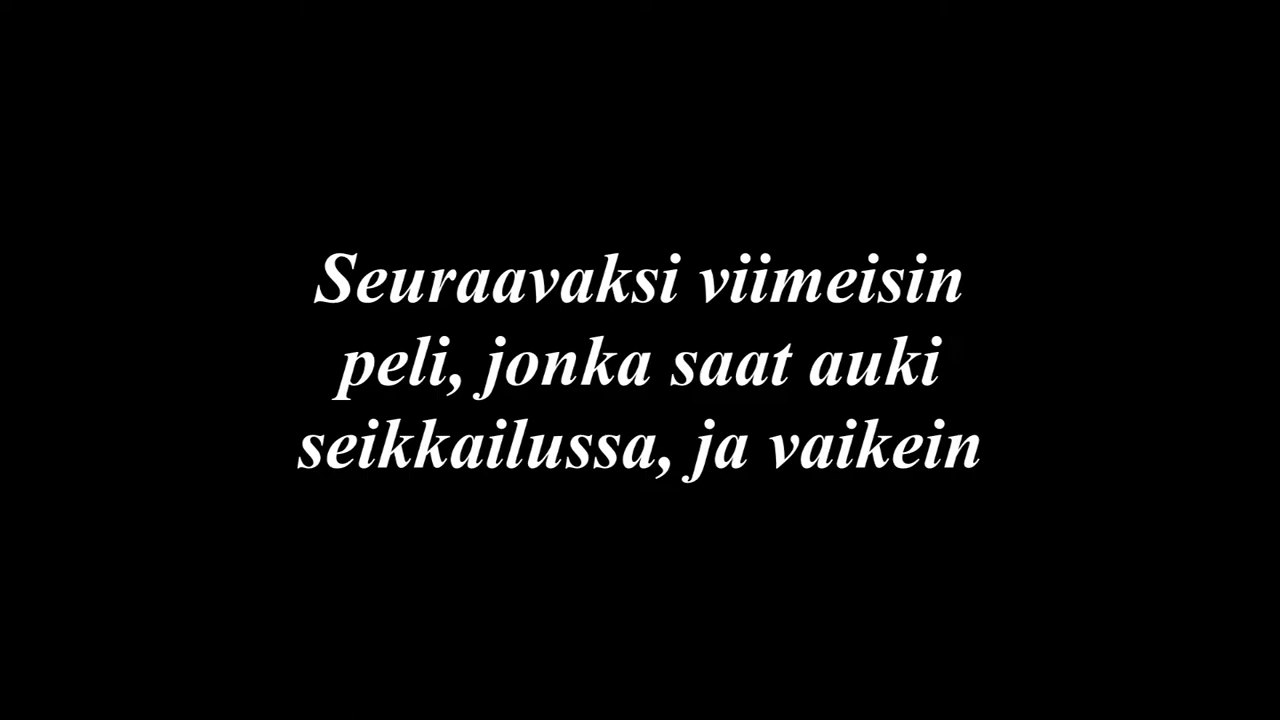 Seuraavaksi viimeisin
peli, jonka saat auki
seikkailussa, ja vaikein